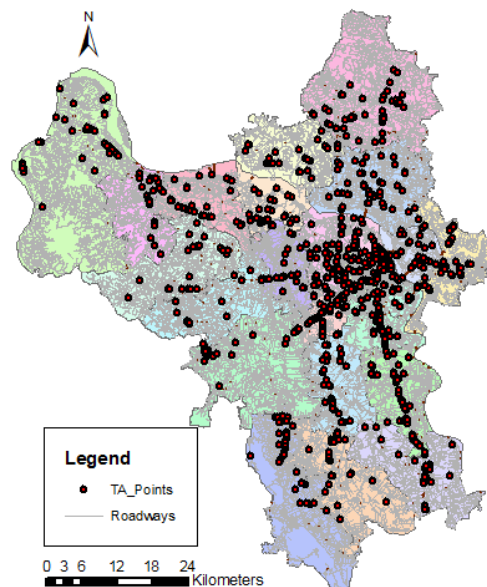 N
Legend
TA_Points
Roadways
0 3 6 12 18 24
Kilometers